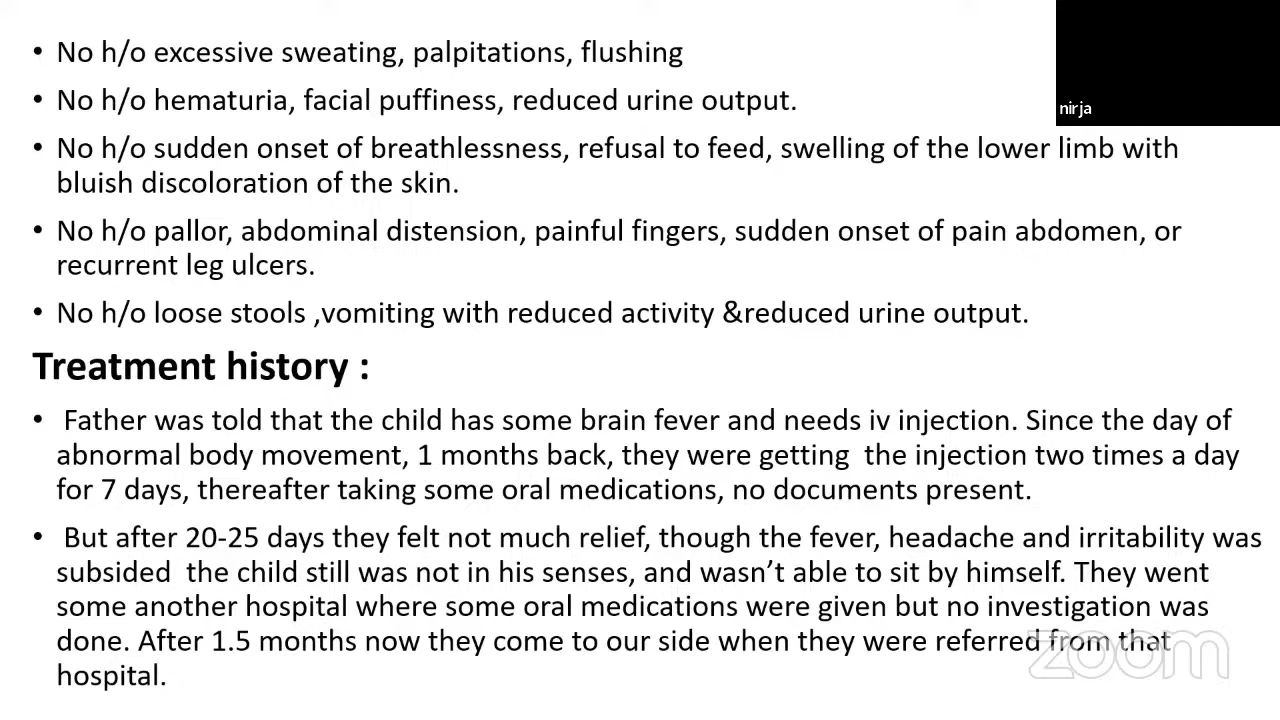 • No h/o excessive sweating, palpitations, flushing
• No h/o hematuria, facial puffiness, reduced urine output.
nirja
• No h/o sudden onset of breathlessness, refusal to feed, swelling of the lower limb with
bluish discoloration of the skin.
• No h/o pallor, abdominal distension, painful fingers, sudden onset of pain abdomen, or
recurrent leg ulcers.
• No h/o loose stools ,vomiting with reduced activity &reduced urine output.
Treatment history :
• Father was told that the child has some brain fever and needs iv injection. Since the day of
abnormal body movement, 1 months back, they were getting the injection two times a day
for 7 days, thereafter taking some oral medications, no documents present.
• But after 20-25 days they felt not much relief, though the fever, headache and irritability was
subsided the child still was not in his senses, and wasn’t able to sit by himself. They went
some another hospital where some oral medications were given but no investigation was
done. After 1.5 months now they come to our side when they were referred from that
hospital.
zoom